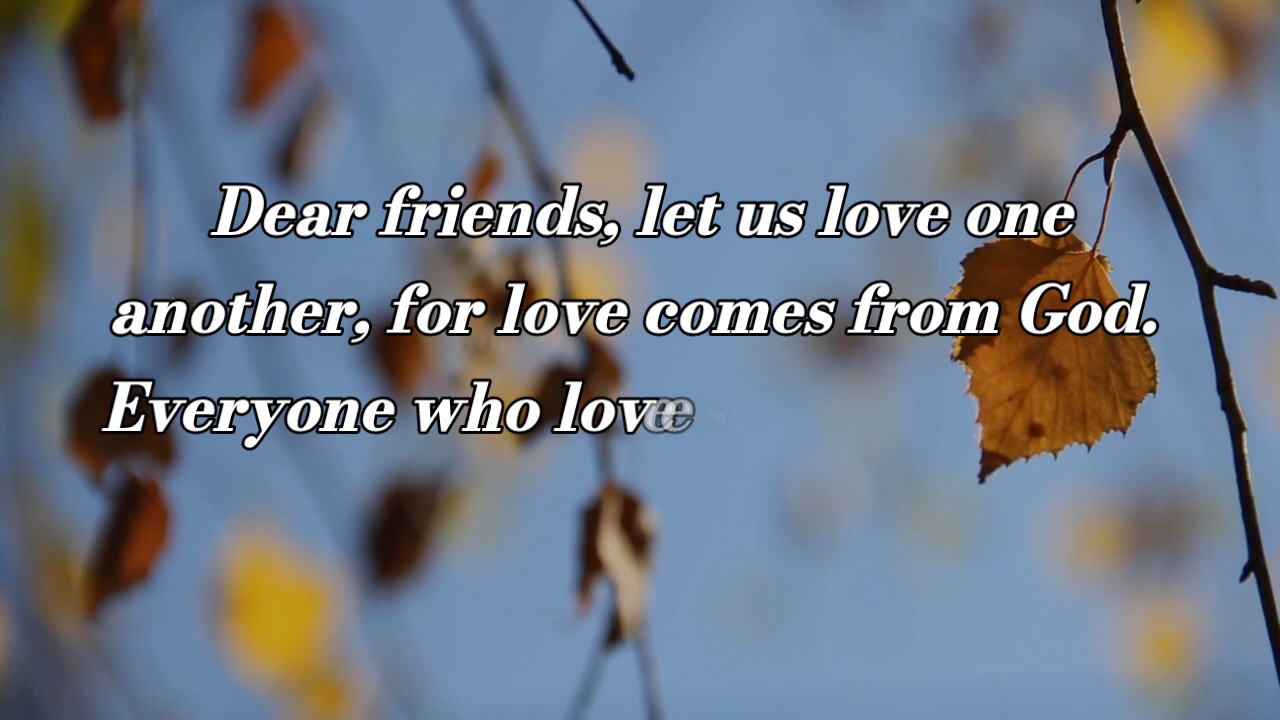 Dear friends, let us love one
another, for love comes from God.
Everyone who love